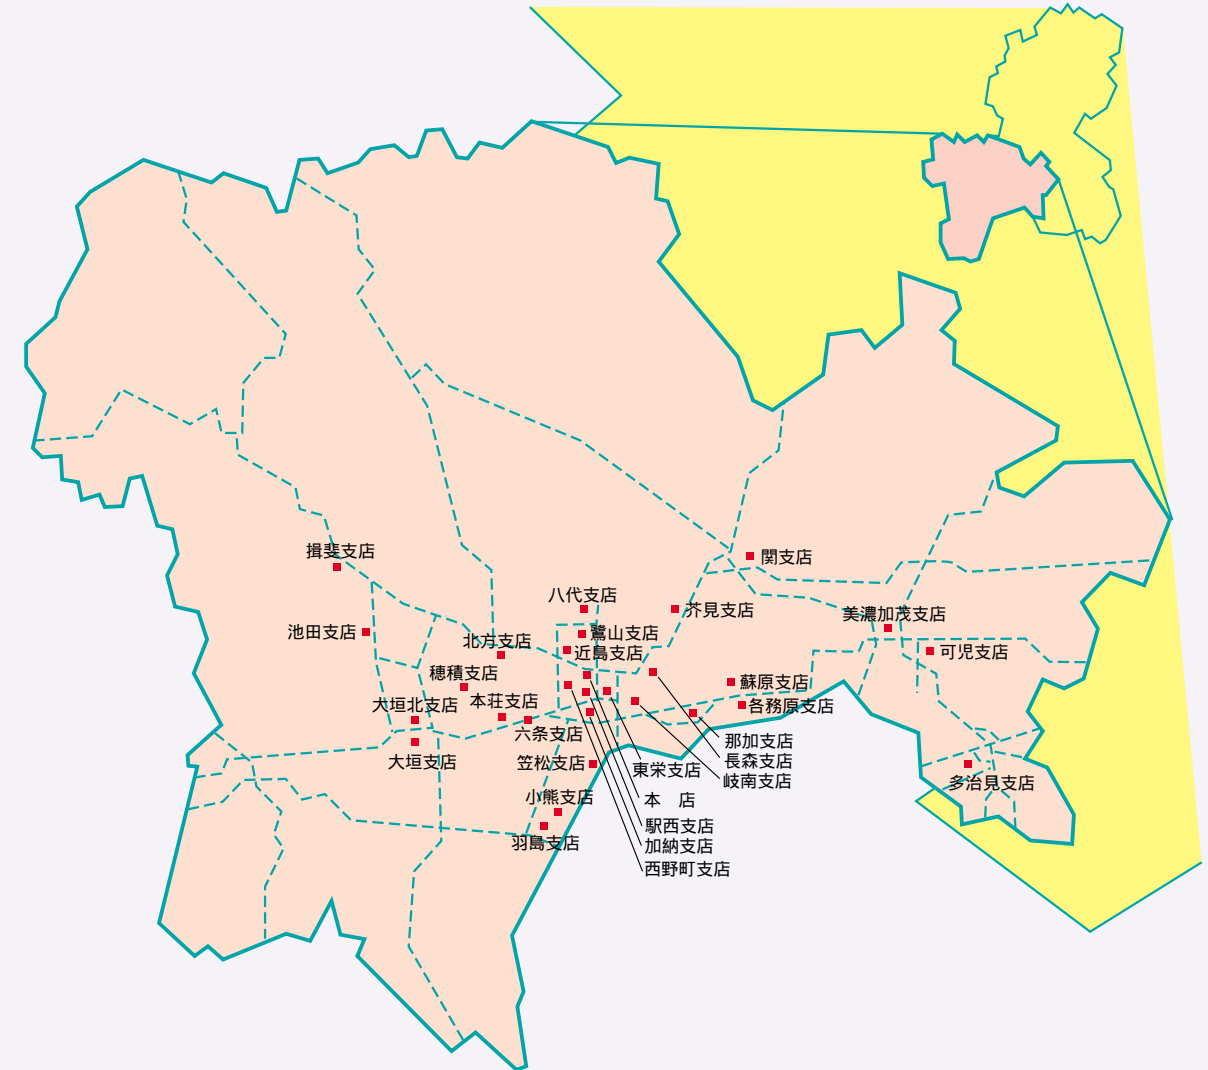 揖斐支店
関支店
八代支店
芥見支店
美濃加茂支店
池田支店
鷺山支店
北方支店
近島支店
可児支店
穂積支店
蘇原支店
大垣北支店
本荘支店
各務原支店
六条支店
那加支店
大垣支店
笠松支店
東栄支店
長森支店
岐南支店
多治見支店
小熊支店
本　店
駅西支店
羽島支店
加納支店
西野町支店